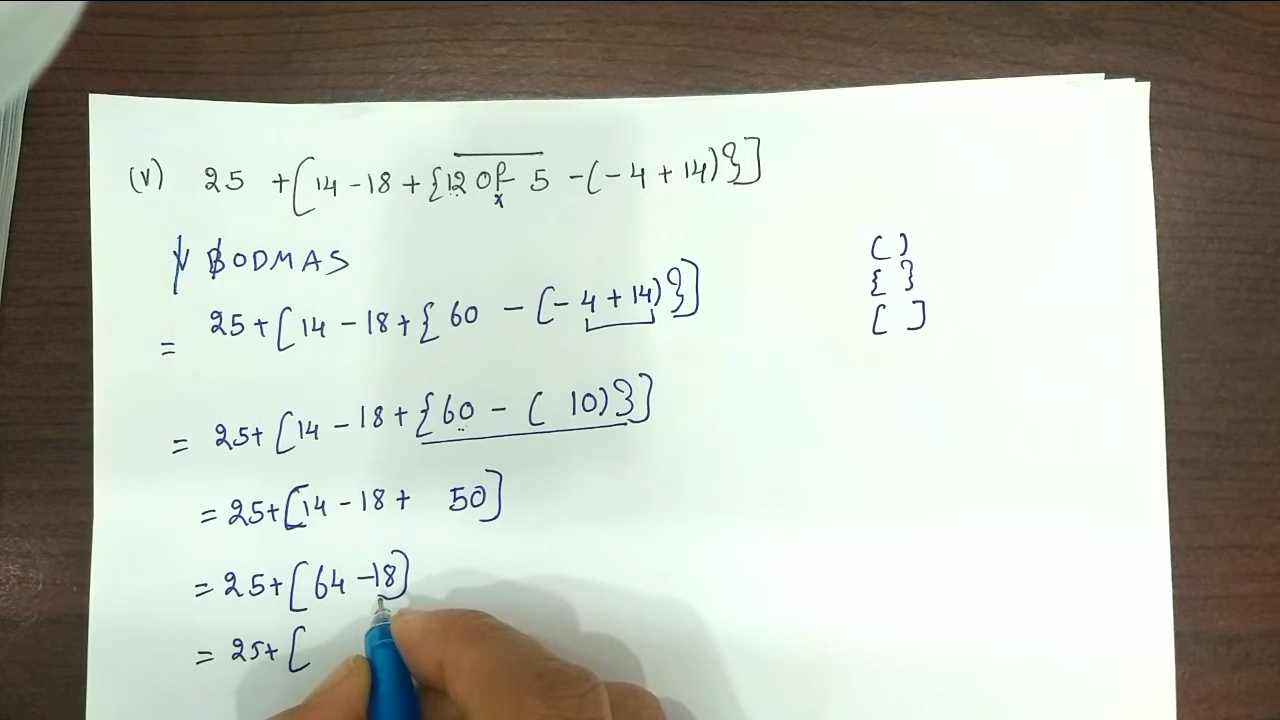 (v) 25 +[14-18+{12 of 5 -(-4+14)}]
x
V BODMAS
( )
{ }
[ ]
= 25+[14-18+{60 -(-4+14)}]
= 25+[14-18+{60-( 10)}]
= 25+[14-18+ 50]
= 25+[64-18]
= 25+[